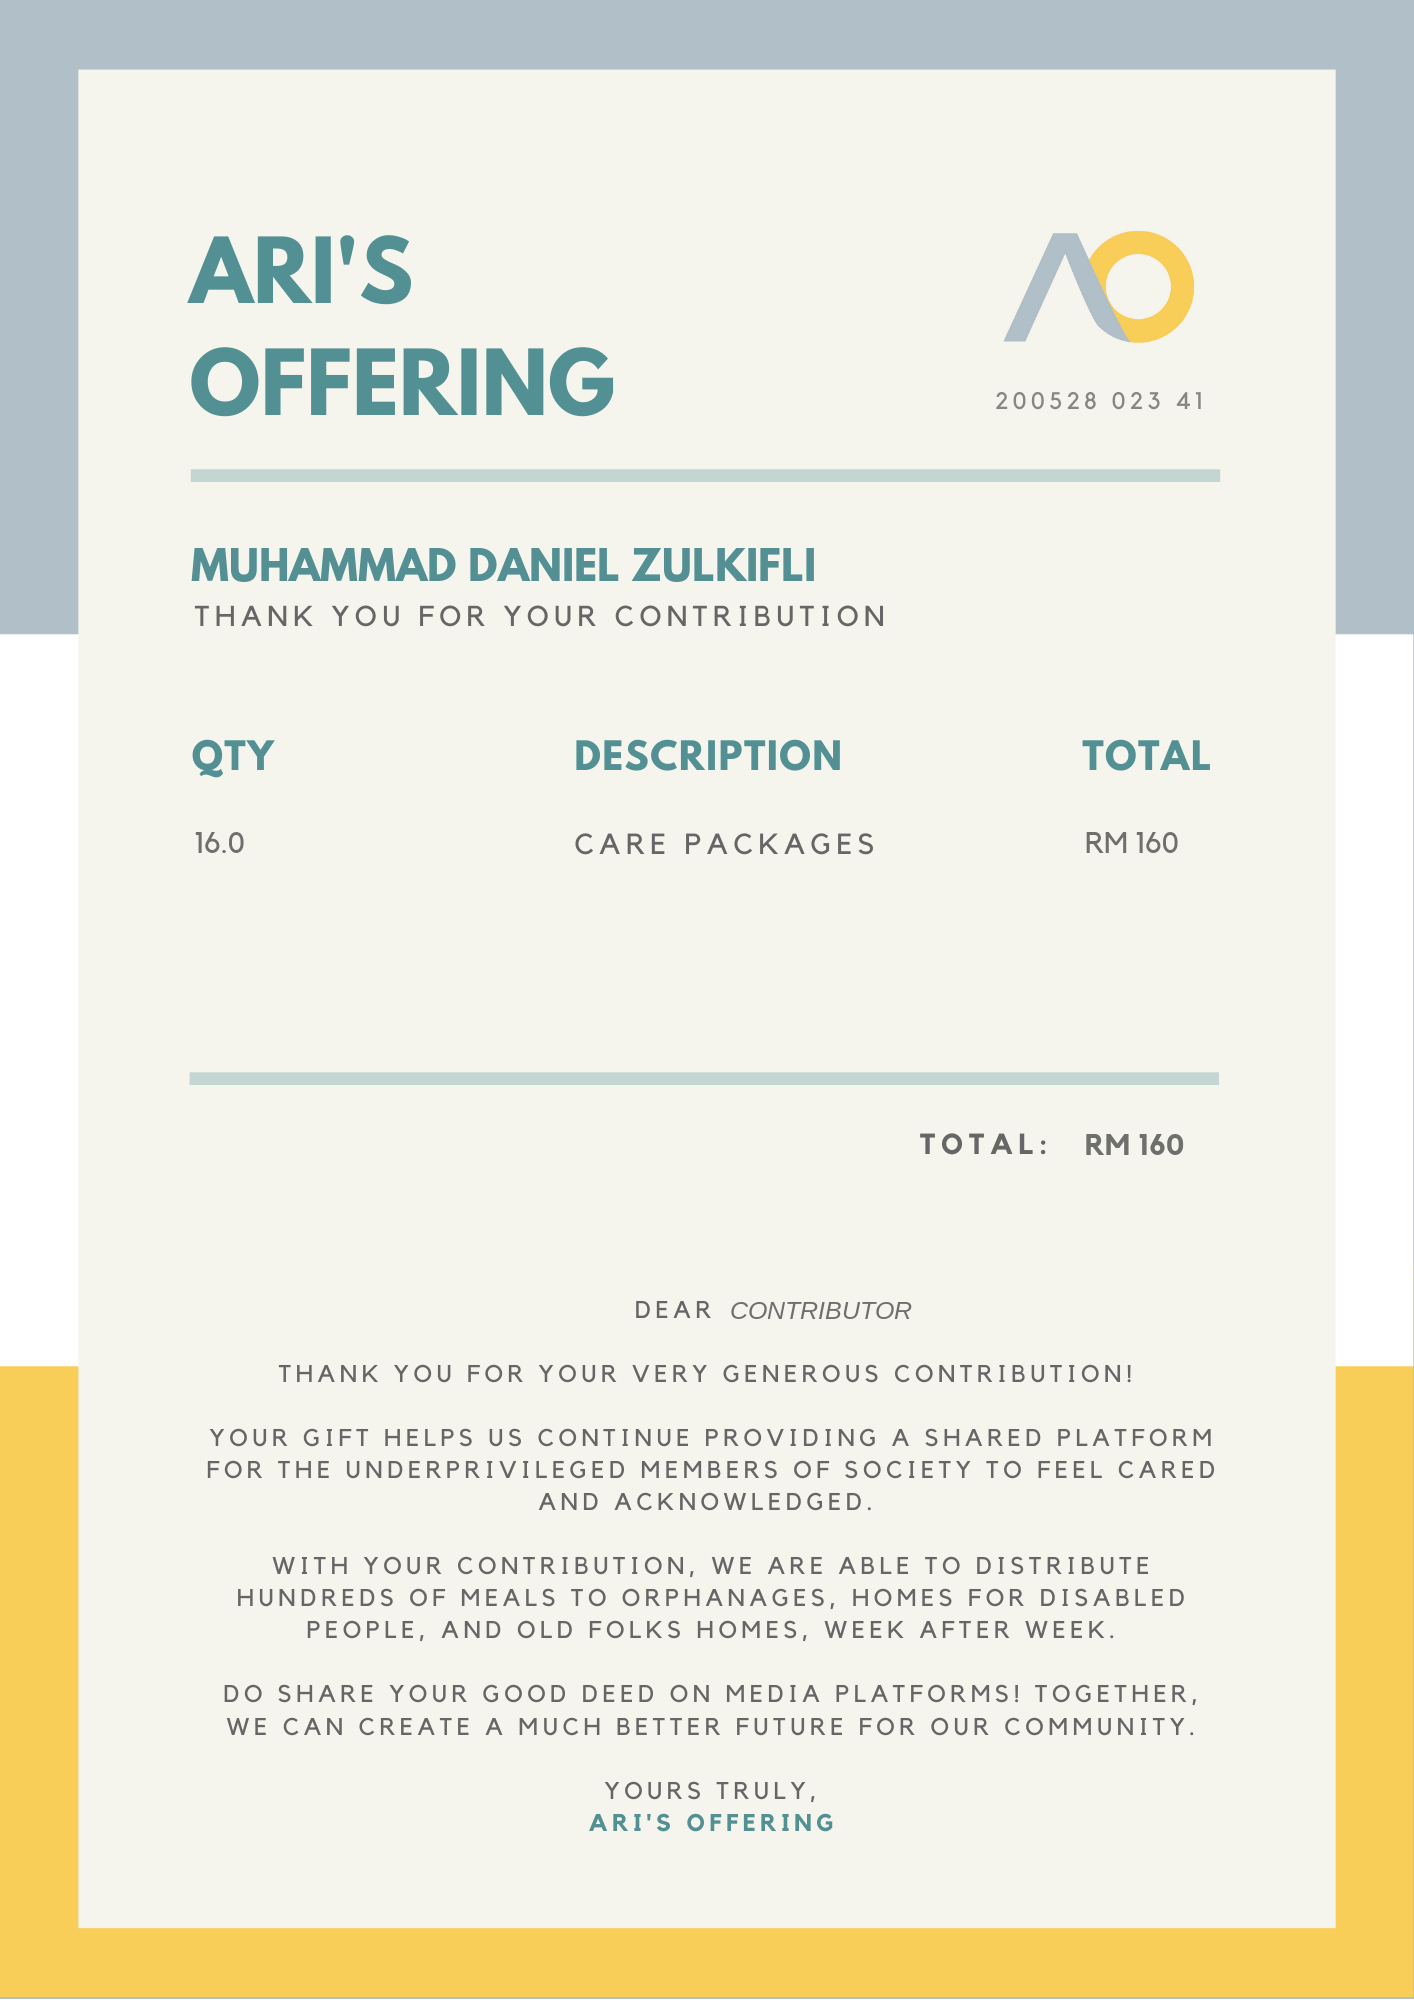 ARI'S
OFFERING
200528 023 41
MUHAMMAD DANIEL ZULKIFLI
THANK YOU FOR YOUR CONTRIBUTION
QTY DESCRIPTION TOTAL
16.0 CARE PACKAGES RM 160
TOTAL: RM 160
DEAR CONTRIBUTOR
THANK YOU FOR YOUR VERY GENEROUS CONTRIBUTION!
YOUR GIFT HELPS US CONTINUE PROVIDING A SHARED PLATFORM
FOR THE UNDERPRIVILEGED MEMBERS OF SOCIETY TO FEEL CARED
AND ACKNOWLEDGED.
WITH YOUR CONTRIBUTION, WE ARE ABLE TO DISTRIBUTE
HUNDREDS OF MEALS TO ORPHANAGES, HOMES FOR DISABLED
PEOPLE, AND OLD FOLKS HOMES, WEEK AFTER WEEK.
DO SHARE YOUR GOOD DEED ON MEDIA PLATFORMS! TOGETHER,
WE CAN CREATE A MUCH BETTER FUTURE FOR OUR COMMUNITY.
YOURS TRULY,
ARI'S OFFERING